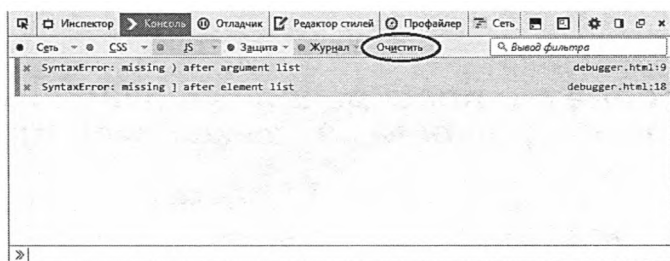 Инспектор Консоль Отладчик Редактор стилей Профайлер Сеть
Сеть CSS JS Защита Журнал Очистить Вывод фильтра
SyntaxError: missing ) after argument list debugger.html:9
SyntaxError: missing ] after element list debugger.html:18